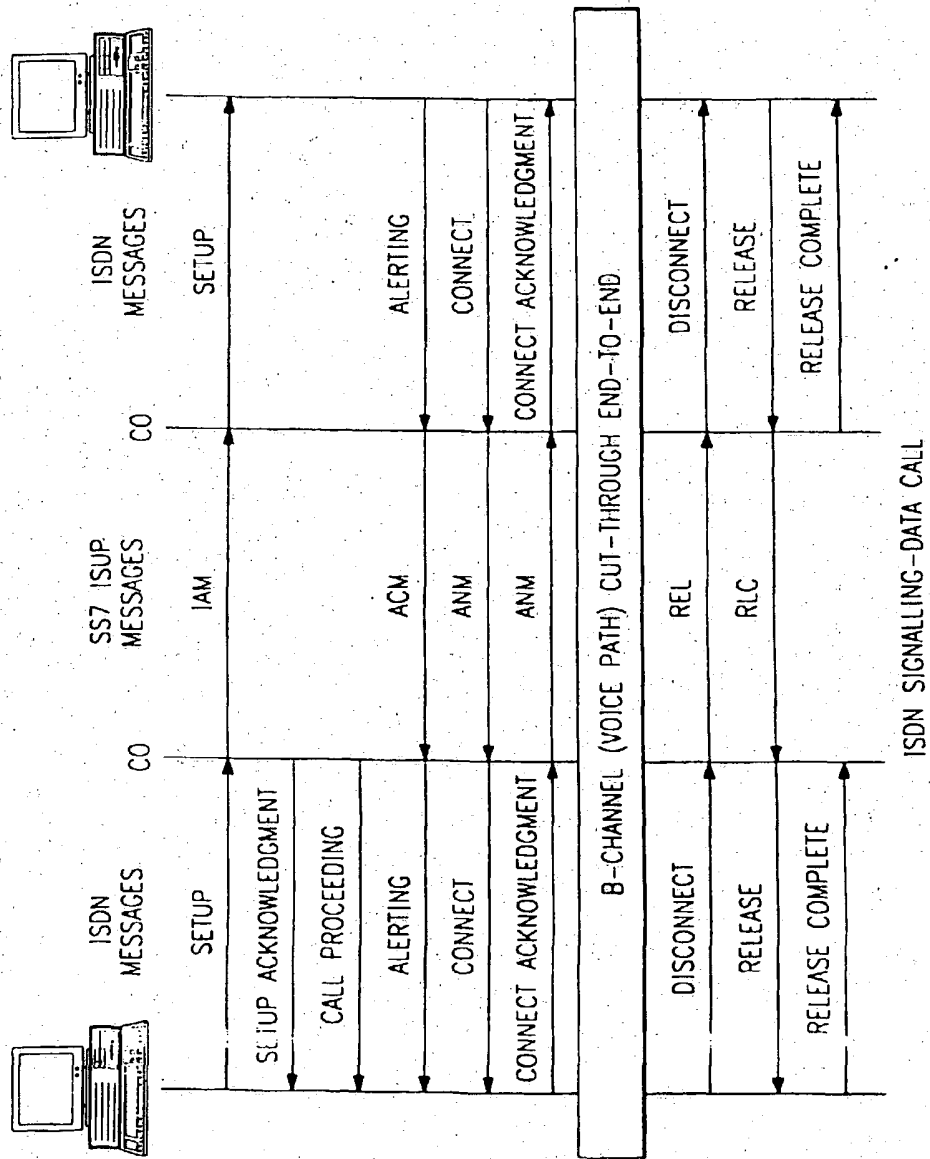 ISDN
MESSAGES
CO
SS7 ISUP
MESSAGES
CO
ISDN
MESSAGES
SETUP
IAM
SETUP
SETUP ACKNOWLEDGMENT
CALL PROCEEDING
ALERTING
ACM
ALERTING
CONNECT
ANM
CONNECT
CONNECT ACKNOWLEDGMENT
ANM
CONNECT ACKNOWLEDGMENT
B-CHANNEL (VOICE PATH) CUT-THROUGH END-TO-END
DISCONNECT
REL
DISCONNECT
RELEASE
RLC
RELEASE
RELEASE COMPLETE
RELEASE COMPLETE
ISDN SIGNALLING-DATA CALL